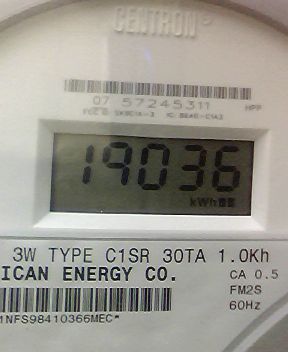 CENTRON
07 57245311 HPP
19036
kWh
3W TYPE C1SR 30TA 1.0Kh
ICAN ENERGY CO. CA 0.5
FM2S
60Hz
1NFS98410366MEC*